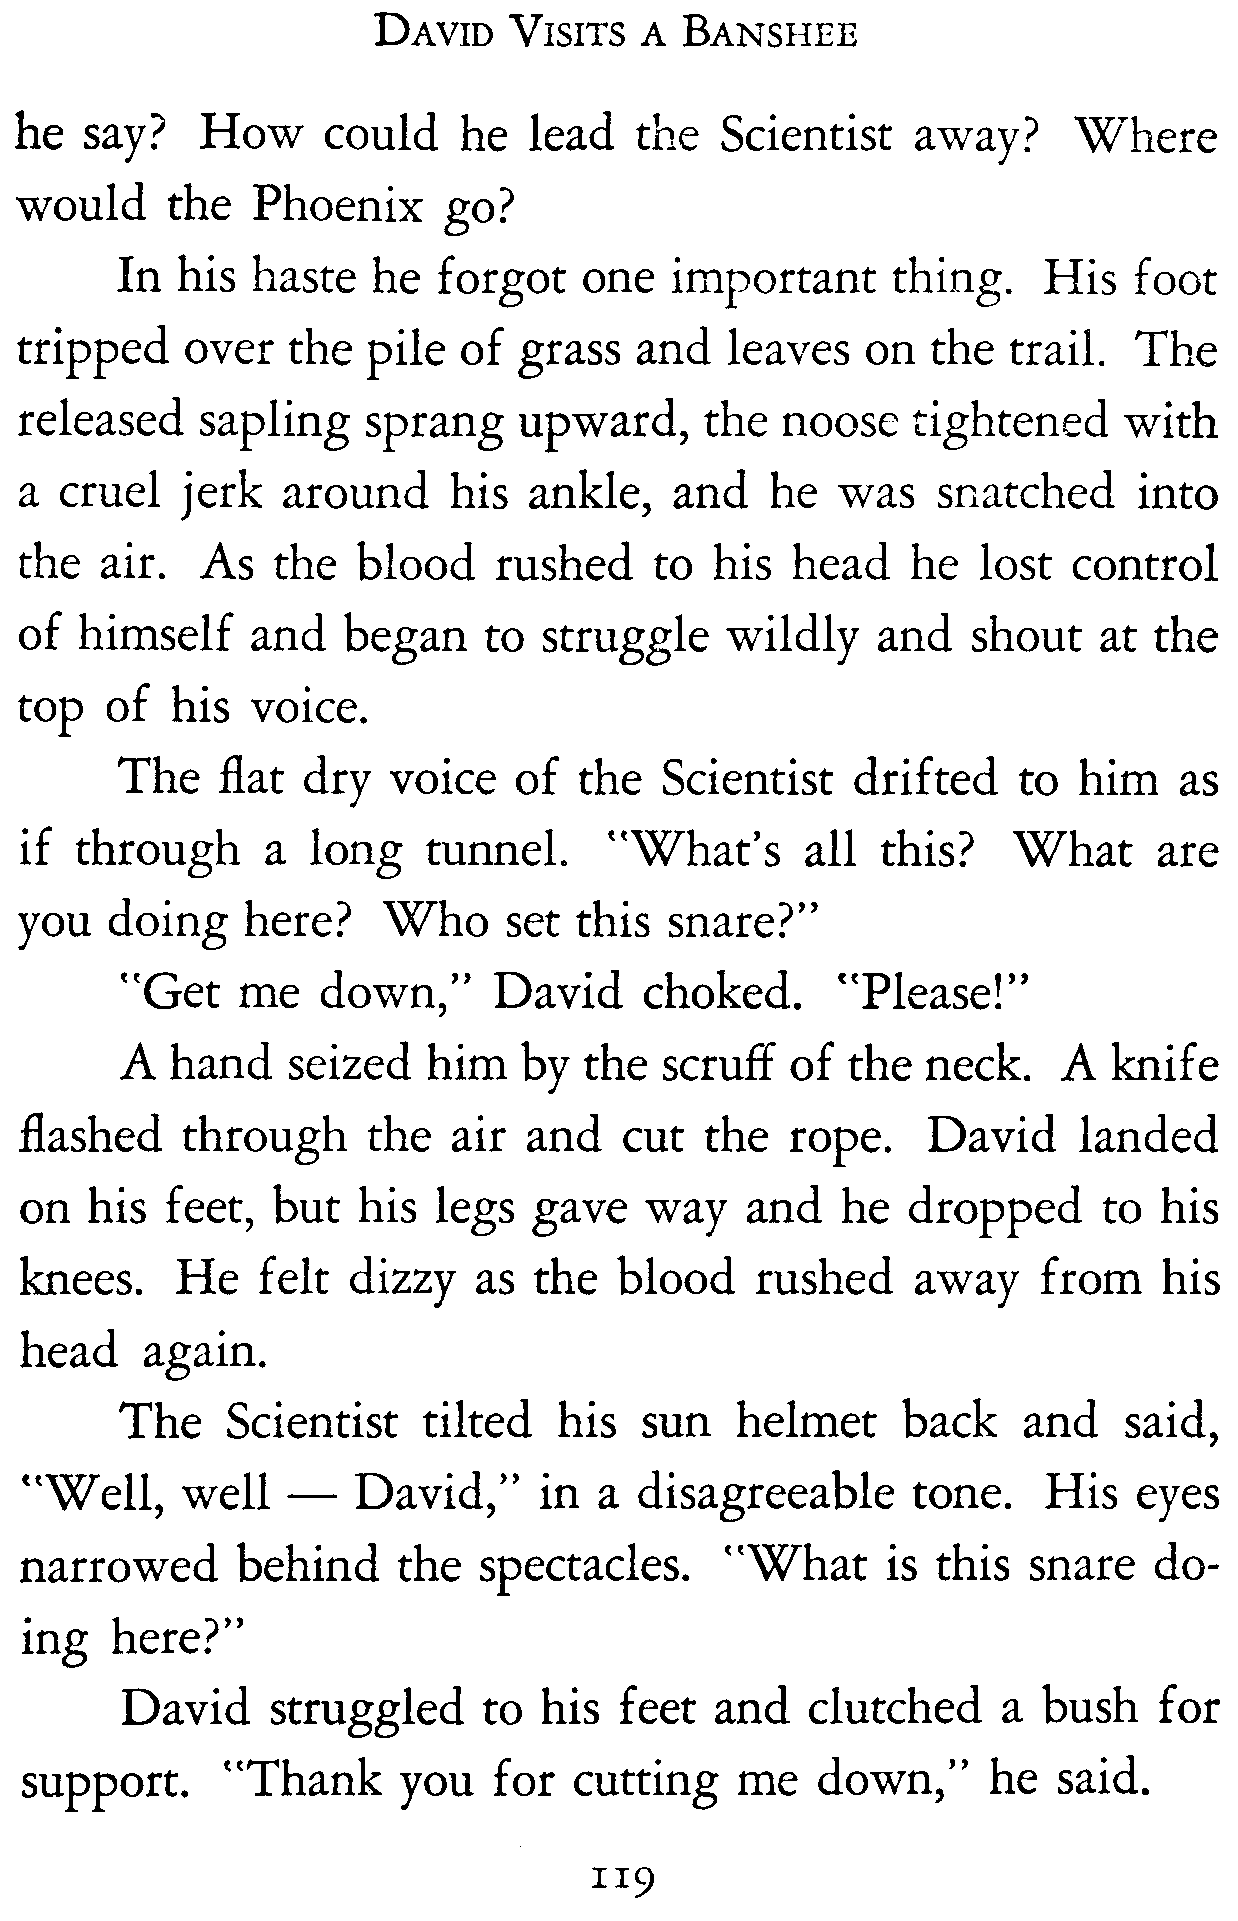 DAVID VISITS A BANSHEE
he say? How could he lead the Scientist away? Where
would the Phoenix go?
In his haste he forgot one important thing. His foot
tripped over the pile of grass and leaves on the trail. The
released sapling sprang upward, the noose tightened with
a cruel jerk around his ankle, and he was snatched into
the air. As the blood rushed to his head he lost control
of himself and began to struggle wildly and shout at the
top of his voice.
The flat dry voice of the Scientist drifted to him as
if through a long tunnel. "What's all this? What are
you doing here? Who set this snare?"
"Get me down," David choked. "Please!"
A hand seized him by the scruff of the neck. A knife
flashed through the air and cut the rope. David landed
on his feet, but his legs gave way and he dropped to his
knees. He felt dizzy as the blood rushed away from his
head again.
The Scientist tilted his sun helmet back and said,
"Well, well — David," in a disagreeable tone. His eyes
narrowed behind the spectacles. "What is this snare do-
ing here?"
David struggled to his feet and clutched a bush for
support. "Thank you for cutting me down," he said.
119